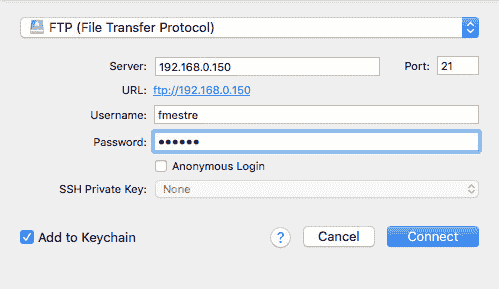 FTP (File Transfer Protocol)
Server: 192.168.0.150 Port: 21
URL: ftp://192.168.0.150
Username: fmestre
Password: ••••••
Anonymous Login
SSH Private Key: None
Add to Keychain ? Cancel Connect